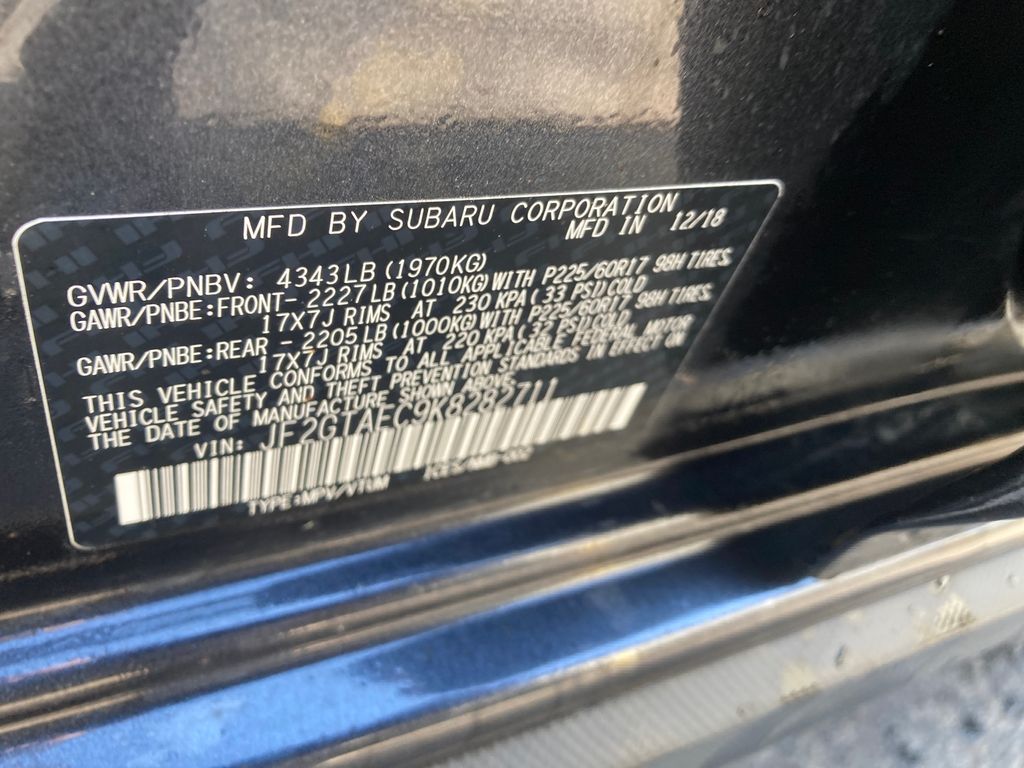 MFD BY SUBARU CORPORATION
MFD IN 12/18
GVWR/PNBV: 4343LB(1970KG)
GAWR/PNBE:FRONT- 2227LB(1010KG)WITH P225/60R17 98H TIRES
17X7J RIMS AT 230 KPA(33 PSI)COLD
GAWR/PNBE:REAR - 2205LB(1000KG)WITH P225/60R17 98H TIRES
17X7J RIMS AT 220 KPA(32 PSI)COLD
THIS VEHICLE CONFORMS TO ALL APPLICABLE FEDERAL MOTOR
VEHICLE SAFETY AND THEFT PREVENTION STANDARDS IN EFFECT ON
THE DATE OF MANUFACTURE SHOWN ABOVE.
VIN: JF2GTAEC9K8282711
TYPE:MPV/VTUM